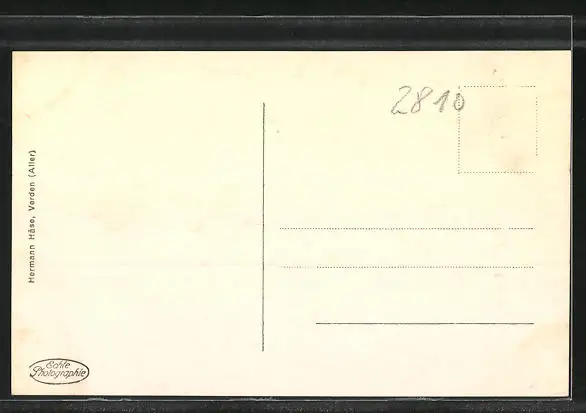 2810
Hermann Häse, Verden (Aller)
Echte
Photographie